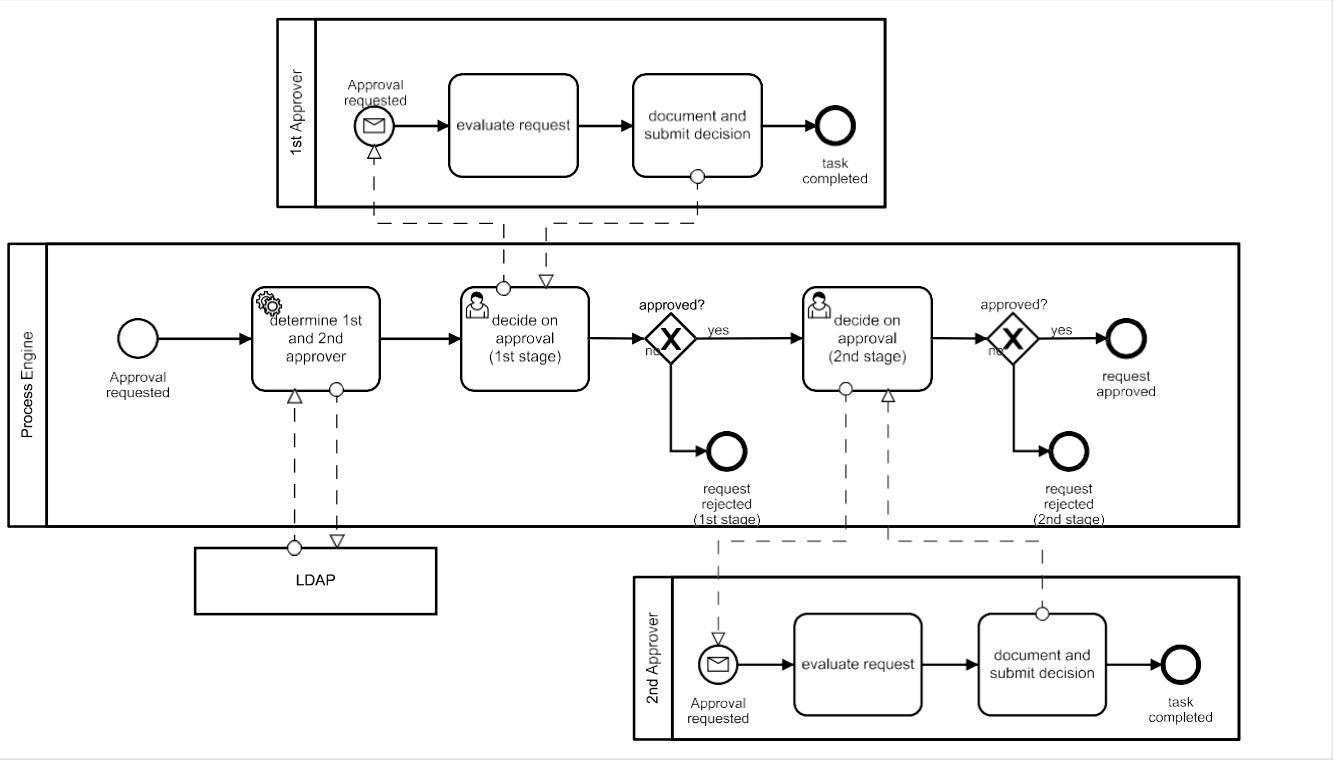 1st Approver
Approval
requested
evaluate request
document and
submit decision
task
completed
Process Engine
Approval
requested
determine 1st
and 2nd
approver
decide on
approval
(1st stage)
approved?
yes
no
request
rejected
(1st stage)
decide on
approval
(2nd stage)
approved?
yes
no
request
approved
request
rejected
(2nd stage)
LDAP
2nd Approver
Approval
requested
evaluate request
document and
submit decision
task
completed